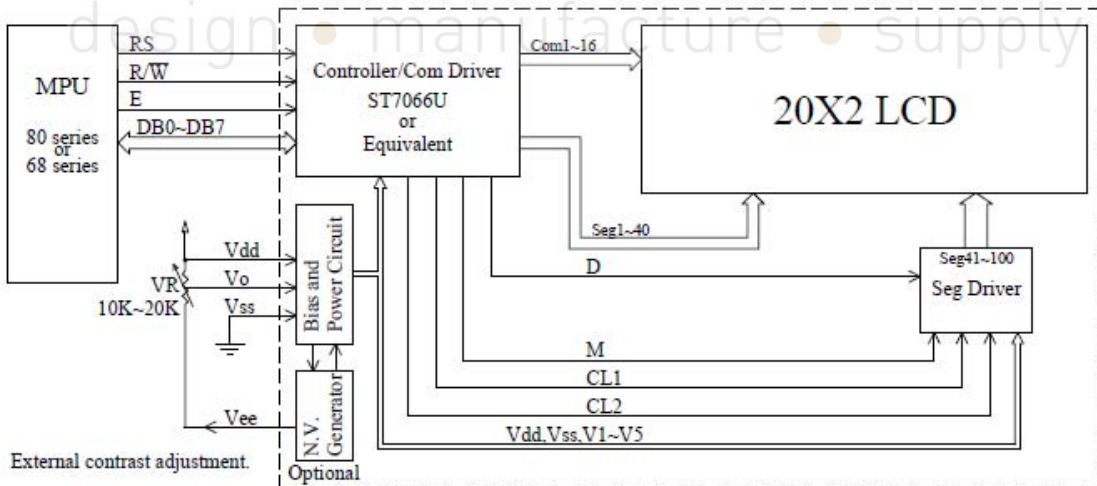 design • manufacture • supply
MPU
80 series
or
68 series
RS
R/W̅
E
DB0~DB7
Controller/Com Driver
ST7066U
or
Equivalent
Com1~16
20X2 LCD
Seg1~40
D
Seg41~100
Seg Driver
M
CL1
CL2
Vdd,Vss,V1~V5
Vdd
Vo
VR
10K~20K
Vss
Bias and
Power Circuit
Vee
N.V.
Generator
Optional
External contrast adjustment.